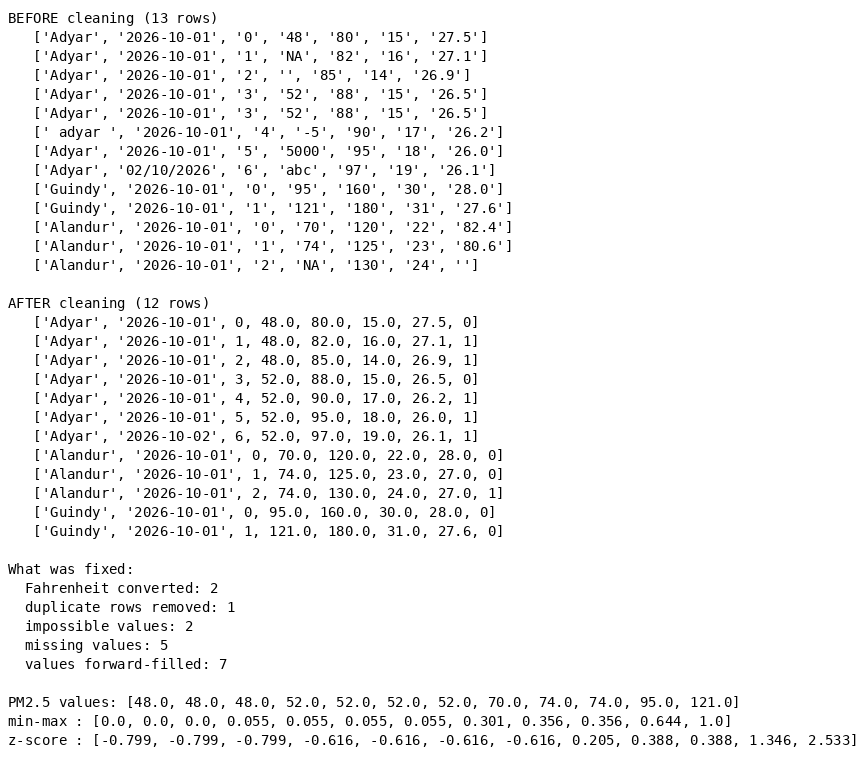 BEFORE cleaning (13 rows)
['Adyar', '2026-10-01', '0', '48', '80', '15', '27.5']
['Adyar', '2026-10-01', '1', 'NA', '82', '16', '27.1']
['Adyar', '2026-10-01', '2', '', '85', '14', '26.9']
['Adyar', '2026-10-01', '3', '52', '88', '15', '26.5']
['Adyar', '2026-10-01', '3', '52', '88', '15', '26.5']
[' adyar ', '2026-10-01', '4', '-5', '90', '17', '26.2']
['Adyar', '2026-10-01', '5', '5000', '95', '18', '26.0']
['Adyar', '02/10/2026', '6', 'abc', '97', '19', '26.1']
['Guindy', '2026-10-01', '0', '95', '160', '30', '28.0']
['Guindy', '2026-10-01', '1', '121', '180', '31', '27.6']
['Alandur', '2026-10-01', '0', '70', '120', '22', '82.4']
['Alandur', '2026-10-01', '1', '74', '125', '23', '80.6']
['Alandur', '2026-10-01', '2', 'NA', '130', '24', '']
AFTER cleaning (12 rows)
['Adyar', '2026-10-01', 0, 48.0, 80.0, 15.0, 27.5, 0]
['Adyar', '2026-10-01', 1, 48.0, 82.0, 16.0, 27.1, 1]
['Adyar', '2026-10-01', 2, 48.0, 85.0, 14.0, 26.9, 1]
['Adyar', '2026-10-01', 3, 52.0, 88.0, 15.0, 26.5, 0]
['Adyar', '2026-10-01', 4, 52.0, 90.0, 17.0, 26.2, 1]
['Adyar', '2026-10-01', 5, 52.0, 95.0, 18.0, 26.0, 1]
['Adyar', '2026-10-02', 6, 52.0, 97.0, 19.0, 26.1, 1]
['Alandur', '2026-10-01', 0, 70.0, 120.0, 22.0, 28.0, 0]
['Alandur', '2026-10-01', 1, 74.0, 125.0, 23.0, 27.0, 0]
['Alandur', '2026-10-01', 2, 74.0, 130.0, 24.0, 27.0, 1]
['Guindy', '2026-10-01', 0, 95.0, 160.0, 30.0, 28.0, 0]
['Guindy', '2026-10-01', 1, 121.0, 180.0, 31.0, 27.6, 0]
What was fixed:
Fahrenheit converted: 2
duplicate rows removed: 1
impossible values: 2
missing values: 5
values forward-filled: 7
PM2.5 values: [48.0, 48.0, 48.0, 52.0, 52.0, 52.0, 52.0, 70.0, 74.0, 74.0, 95.0, 121.0]
min-max : [0.0, 0.0, 0.0, 0.055, 0.055, 0.055, 0.055, 0.301, 0.356, 0.356, 0.644, 1.0]
z-score : [-0.799, -0.799, -0.799, -0.616, -0.616, -0.616, -0.616, 0.205, 0.388, 0.388, 1.346, 2.533]